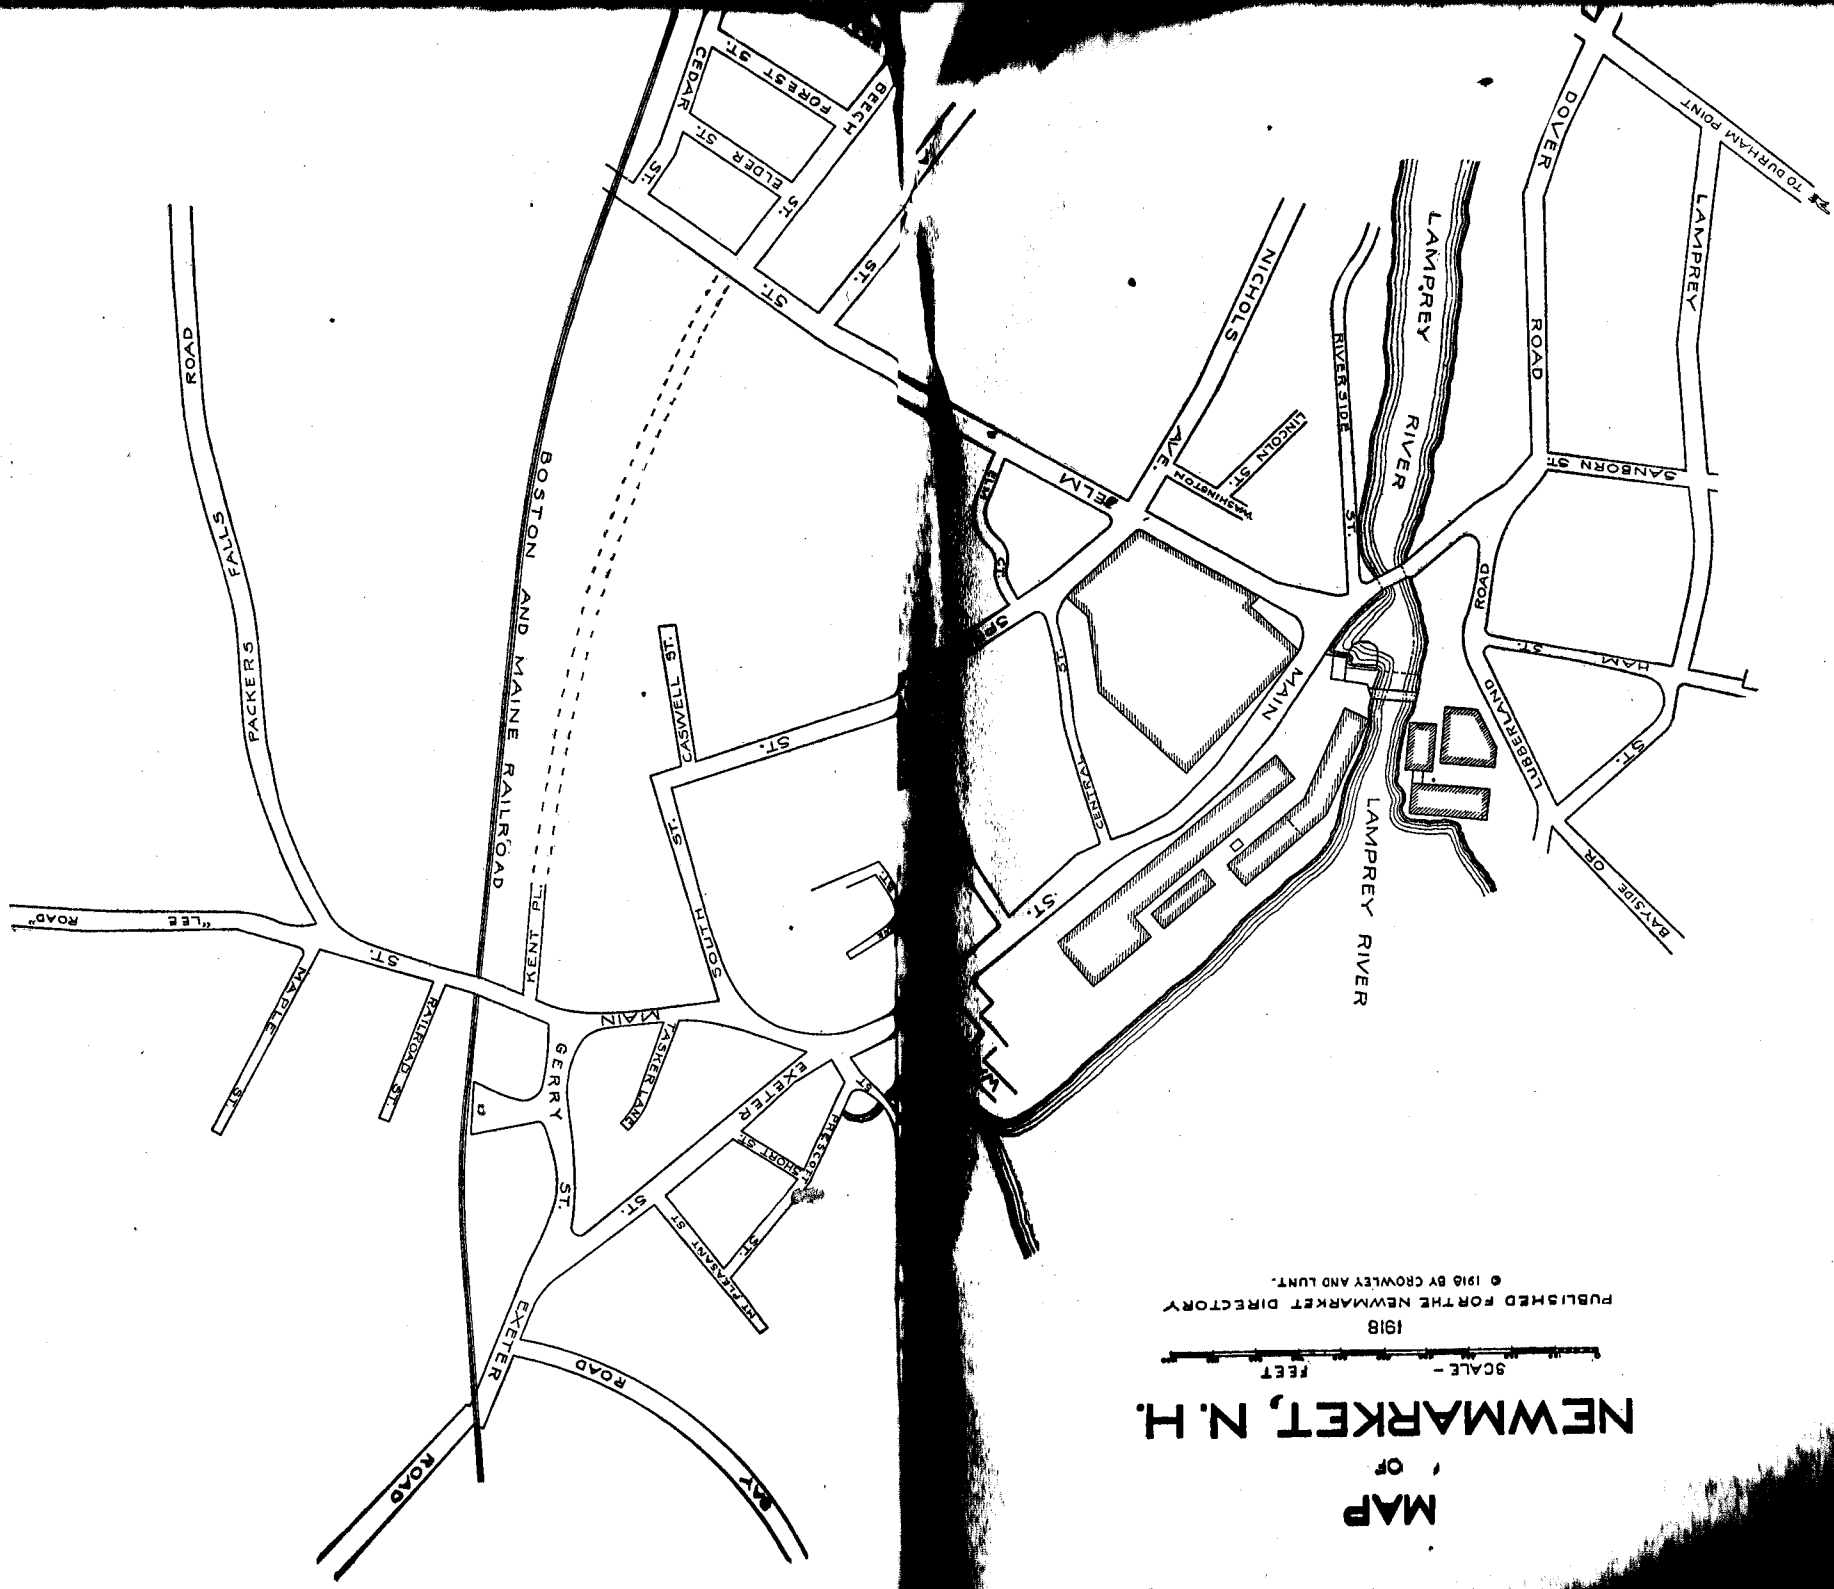 MAP
OF
NEWMARKET, N. H.
SCALE - FEET
1918
PUBLISHED FOR THE NEWMARKET DIRECTORY
© 1918 BY CROWLEY AND LUNT.
BAY ROAD
EXETER ROAD
MT PLEASANT ST
PRESCOTT ST.
SHORT ST.
EXETER ST.
GERRY ST.
TASKER LANE
RAILROAD ST.
MAPLE ST.
"LEE ROAD"
MAIN ST.
KENT PL.
SOUTH ST.
ST.
CASWELL ST.
ST.
ST
BOSTON AND MAINE RAILROAD
PACKERS FALLS ROAD
CEDAR ST.
FOREST ST.
ELDER ST.
BEECH ST.
ST.
ST.
ELM
ELM CT.
NICHOLS AVE.
WASHINGTON
LINCOLN ST.
RIVERSIDE ST.
CENTRAL ST.
MAIN ST.
LAMPREY RIVER
LAMPREY RIVER
RIVER
DOVER ROAD
SANBORN ST.
HAM ST.
LAMPREY ST.
TO DURHAM POINT
BAYSIDE OR LUBBERLAND ROAD